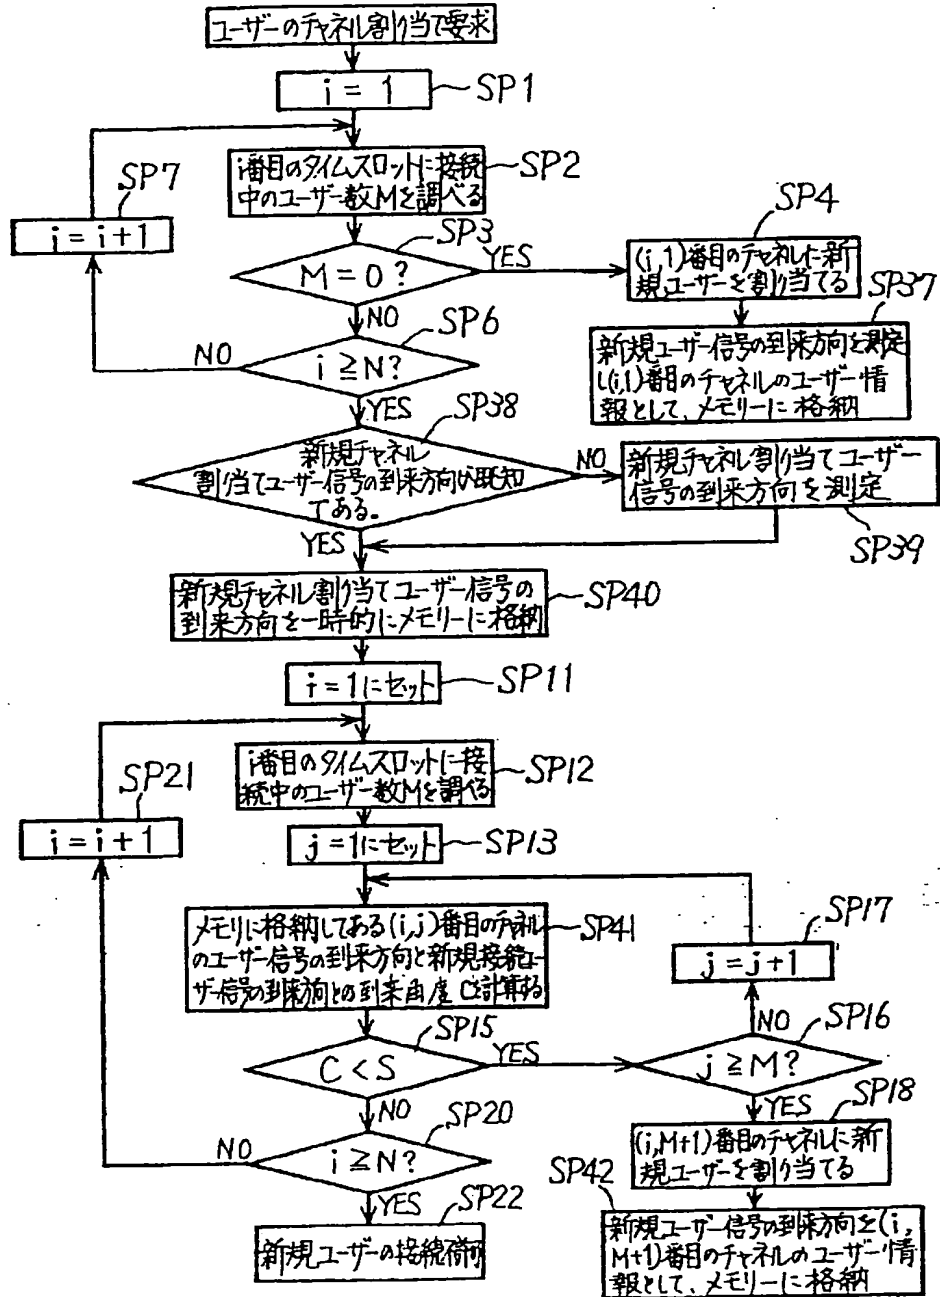 ユーザーのチャネル割り当て要求
i = 1
SP1
i番目のタイムスロットに接続
中のユーザー数Mを調べる
SP2
SP7
i = i+1
SP3
M = 0 ?
YES
NO
SP4
(i,1)番目のチャネルに新
規ユーザーを割り当てる
SP37
新規ユーザー信号の到来方向を測定
し(i,1)番目のチャネルのユーザー情
報として、メモリーに格納
SP6
i ≧ N?
NO
YES
SP38
新規チャネル
割り当てユーザー信号の到来方向が既知
である。
NO
YES
新規チャネル割り当てユーザー
信号の到来方向を測定
SP39
新規チャネル割り当てユーザー信号の
到来方向を一時的にメモリーに格納
SP40
i = 1にセット
SP11
i番目のタイムスロットに接
続中のユーザー数Mを調べる
SP12
SP21
i = i + 1
j = 1にセット
SP13
メモリに格納してある(i,j)番目のチャネル
のユーザー信号の到来方向と新規接続ユー
ザー信号の到来方向との到来角度Cを計算する
SP41
SP17
j = j+1
SP15
C < S
YES
NO
SP16
j ≧ M?
NO
YES
SP18
(i,M+1)番目のチャネルに新
規ユーザーを割り当てる
SP20
i ≧ N?
NO
YES
SP22
新規ユーザーの接続
SP42
新規ユーザー信号の到来方向を(i,
M+1)番目のチャネルのユーザー情
報として、メモリーに格納